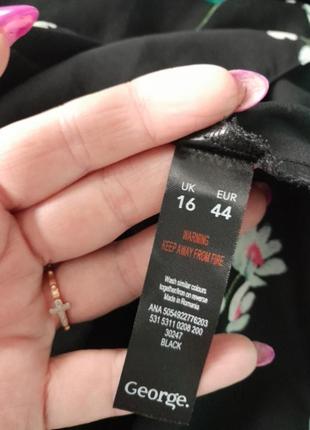 UK EUR
16 44
WARNING
KEEP AWAY FROM FIRE
Wash similar colours
together/Iron on reverse
Made in Romania
ANA 5054922776203
531 5311 0208 200
30247
BLACK
George.